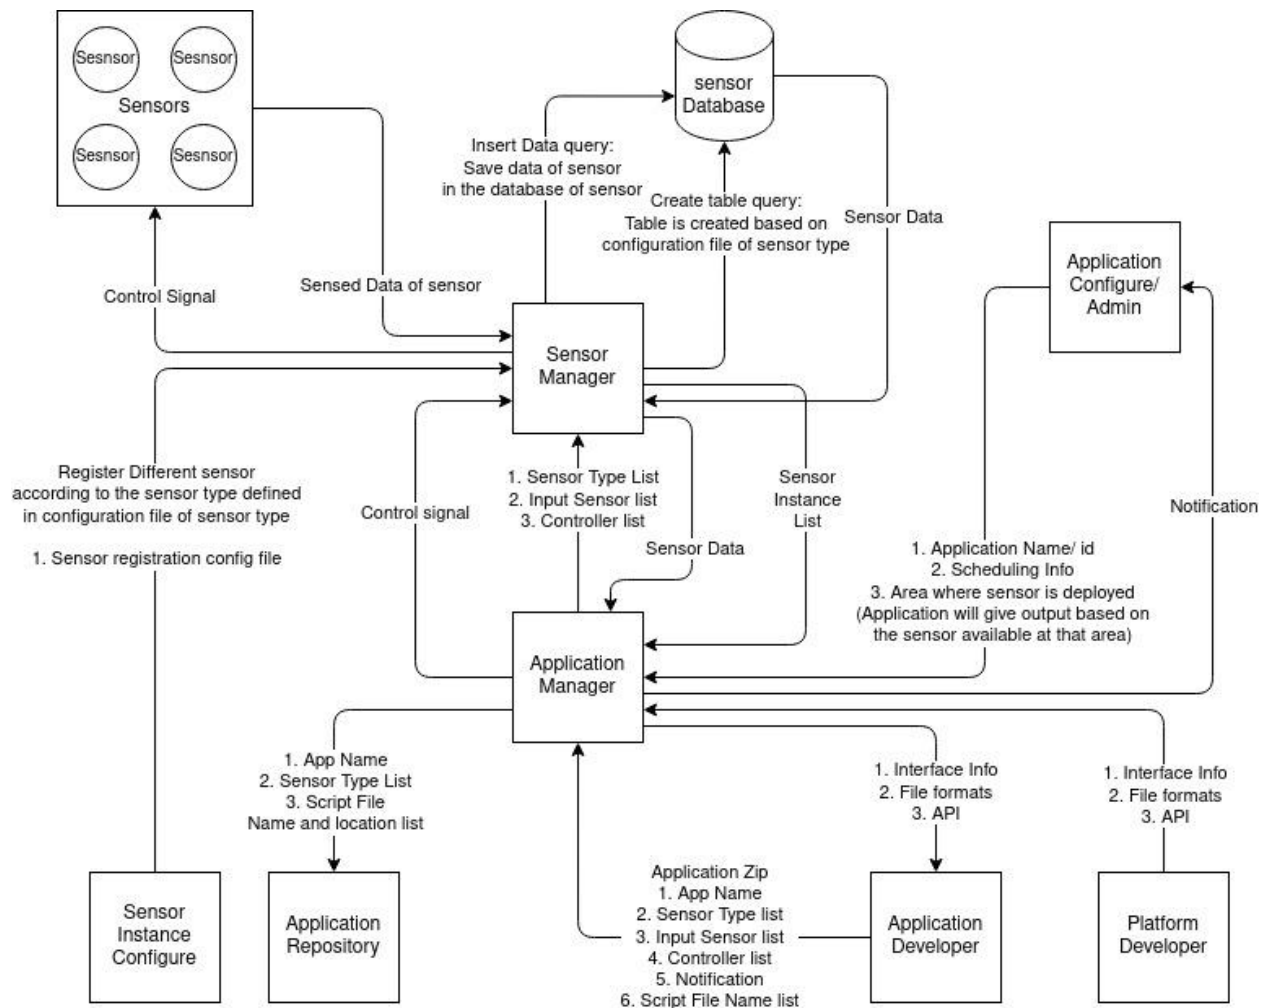 Sesnsor
Sesnsor
Sensors
Sesnsor
Sesnsor
sensor
Database
Insert Data query:
Save data of sensor
in the database of sensor
Create table query:
Table is created based on
configuration file of sensor type
Sensor Data
Application
Configure/
Admin
Control Signal
Sensed Data of sensor
Sensor
Manager
Register Different sensor
according to the sensor type defined
in configuration file of sensor type
1. Sensor registration config file
Control signal
1. Sensor Type List
2. Input Sensor list
3. Controller list
Sensor Data
Sensor
Instance
List
Notification
1. Application Name/ id
2. Scheduling Info
3. Area where sensor is deployed
(Application will give output based on
the sensor available at that area)
Application
Manager
1. App Name
2. Sensor Type List
3. Script File
Name and location list
1. Interface Info
2. File formats
3. API
1. Interface Info
2. File formats
3. API
Sensor
Instance
Configure
Application
Repository
Application Zip
1. App Name
2. Sensor Type list
3. Input Sensor list
4. Controller list
5. Notification
6. Script File Name list
Application
Developer
Platform
Developer